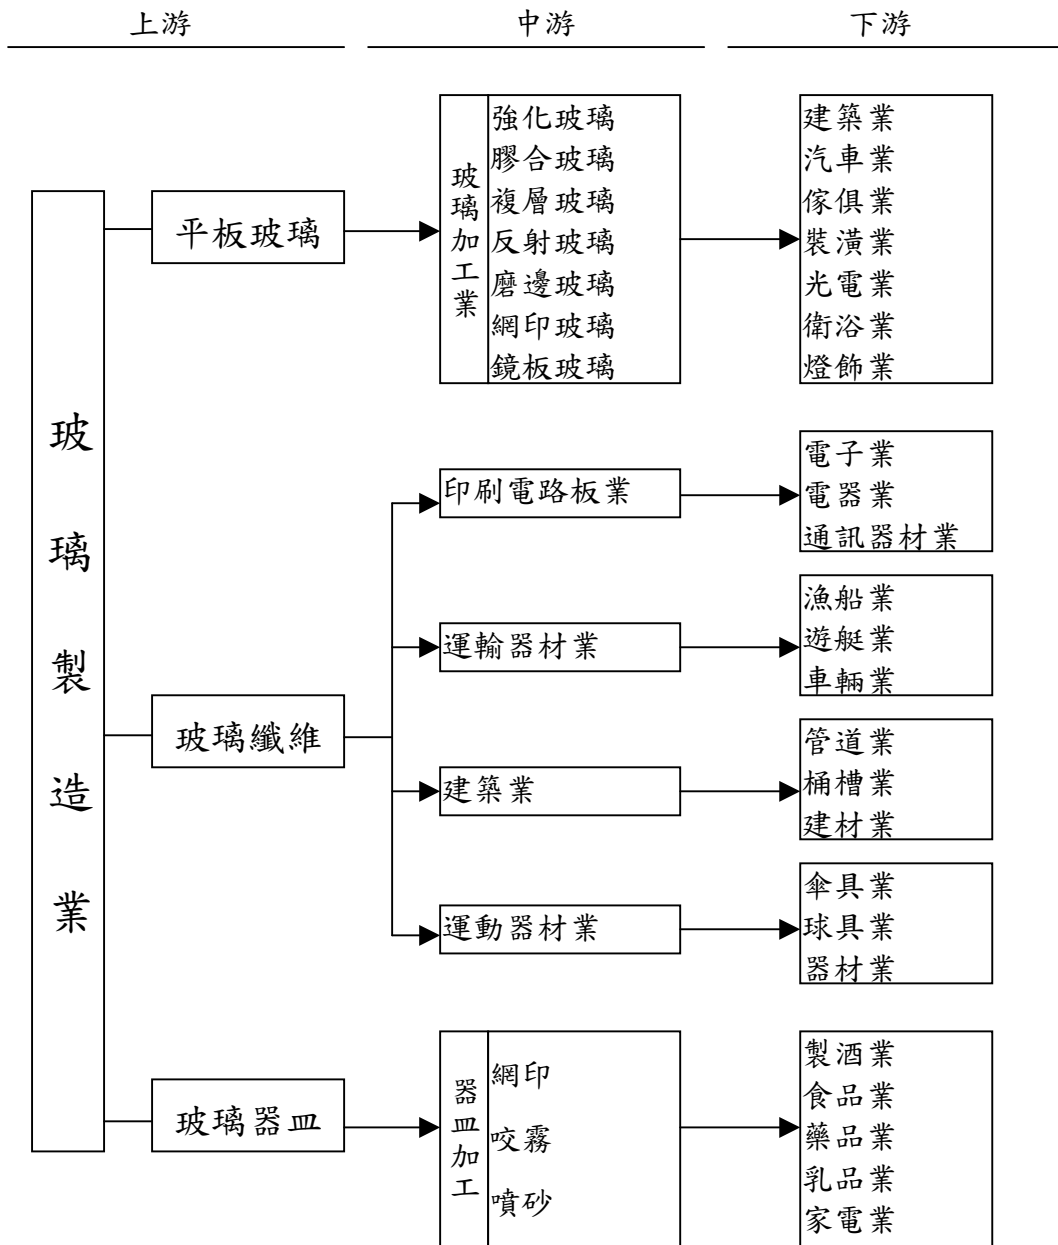 上游
中游
下游
玻璃製造業
平板玻璃
玻璃加工業
強化玻璃
膠合玻璃
複層玻璃
反射玻璃
磨邊玻璃
網印玻璃
鏡板玻璃
建築業
汽車業
傢俱業
裝潢業
光電業
衛浴業
燈飾業
玻璃纖維
印刷電路板業
電子業
電器業
通訊器材業
運輸器材業
漁船業
遊艇業
車輛業
建築業
管道業
桶槽業
建材業
運動器材業
傘具業
球具業
器材業
玻璃器皿
器皿加工
網印
咬霧
噴砂
製酒業
食品業
藥品業
乳品業
家電業